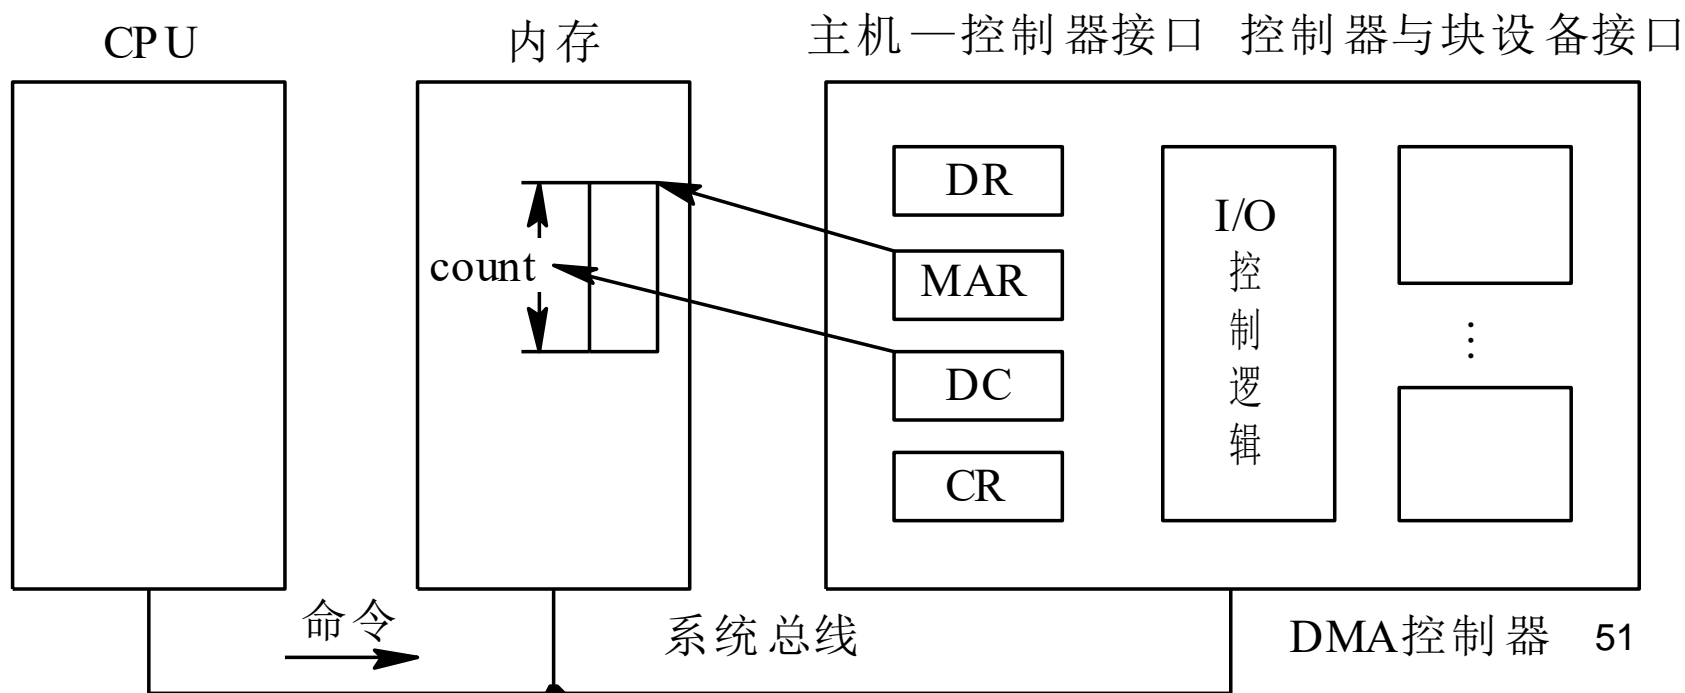 CPU
内存
主机—控制器接口 控制器与块设备接口
count
DR
MAR
DC
CR
I/O
控
制
逻
辑
⋮
命令
系统总线
DMA控制器
51